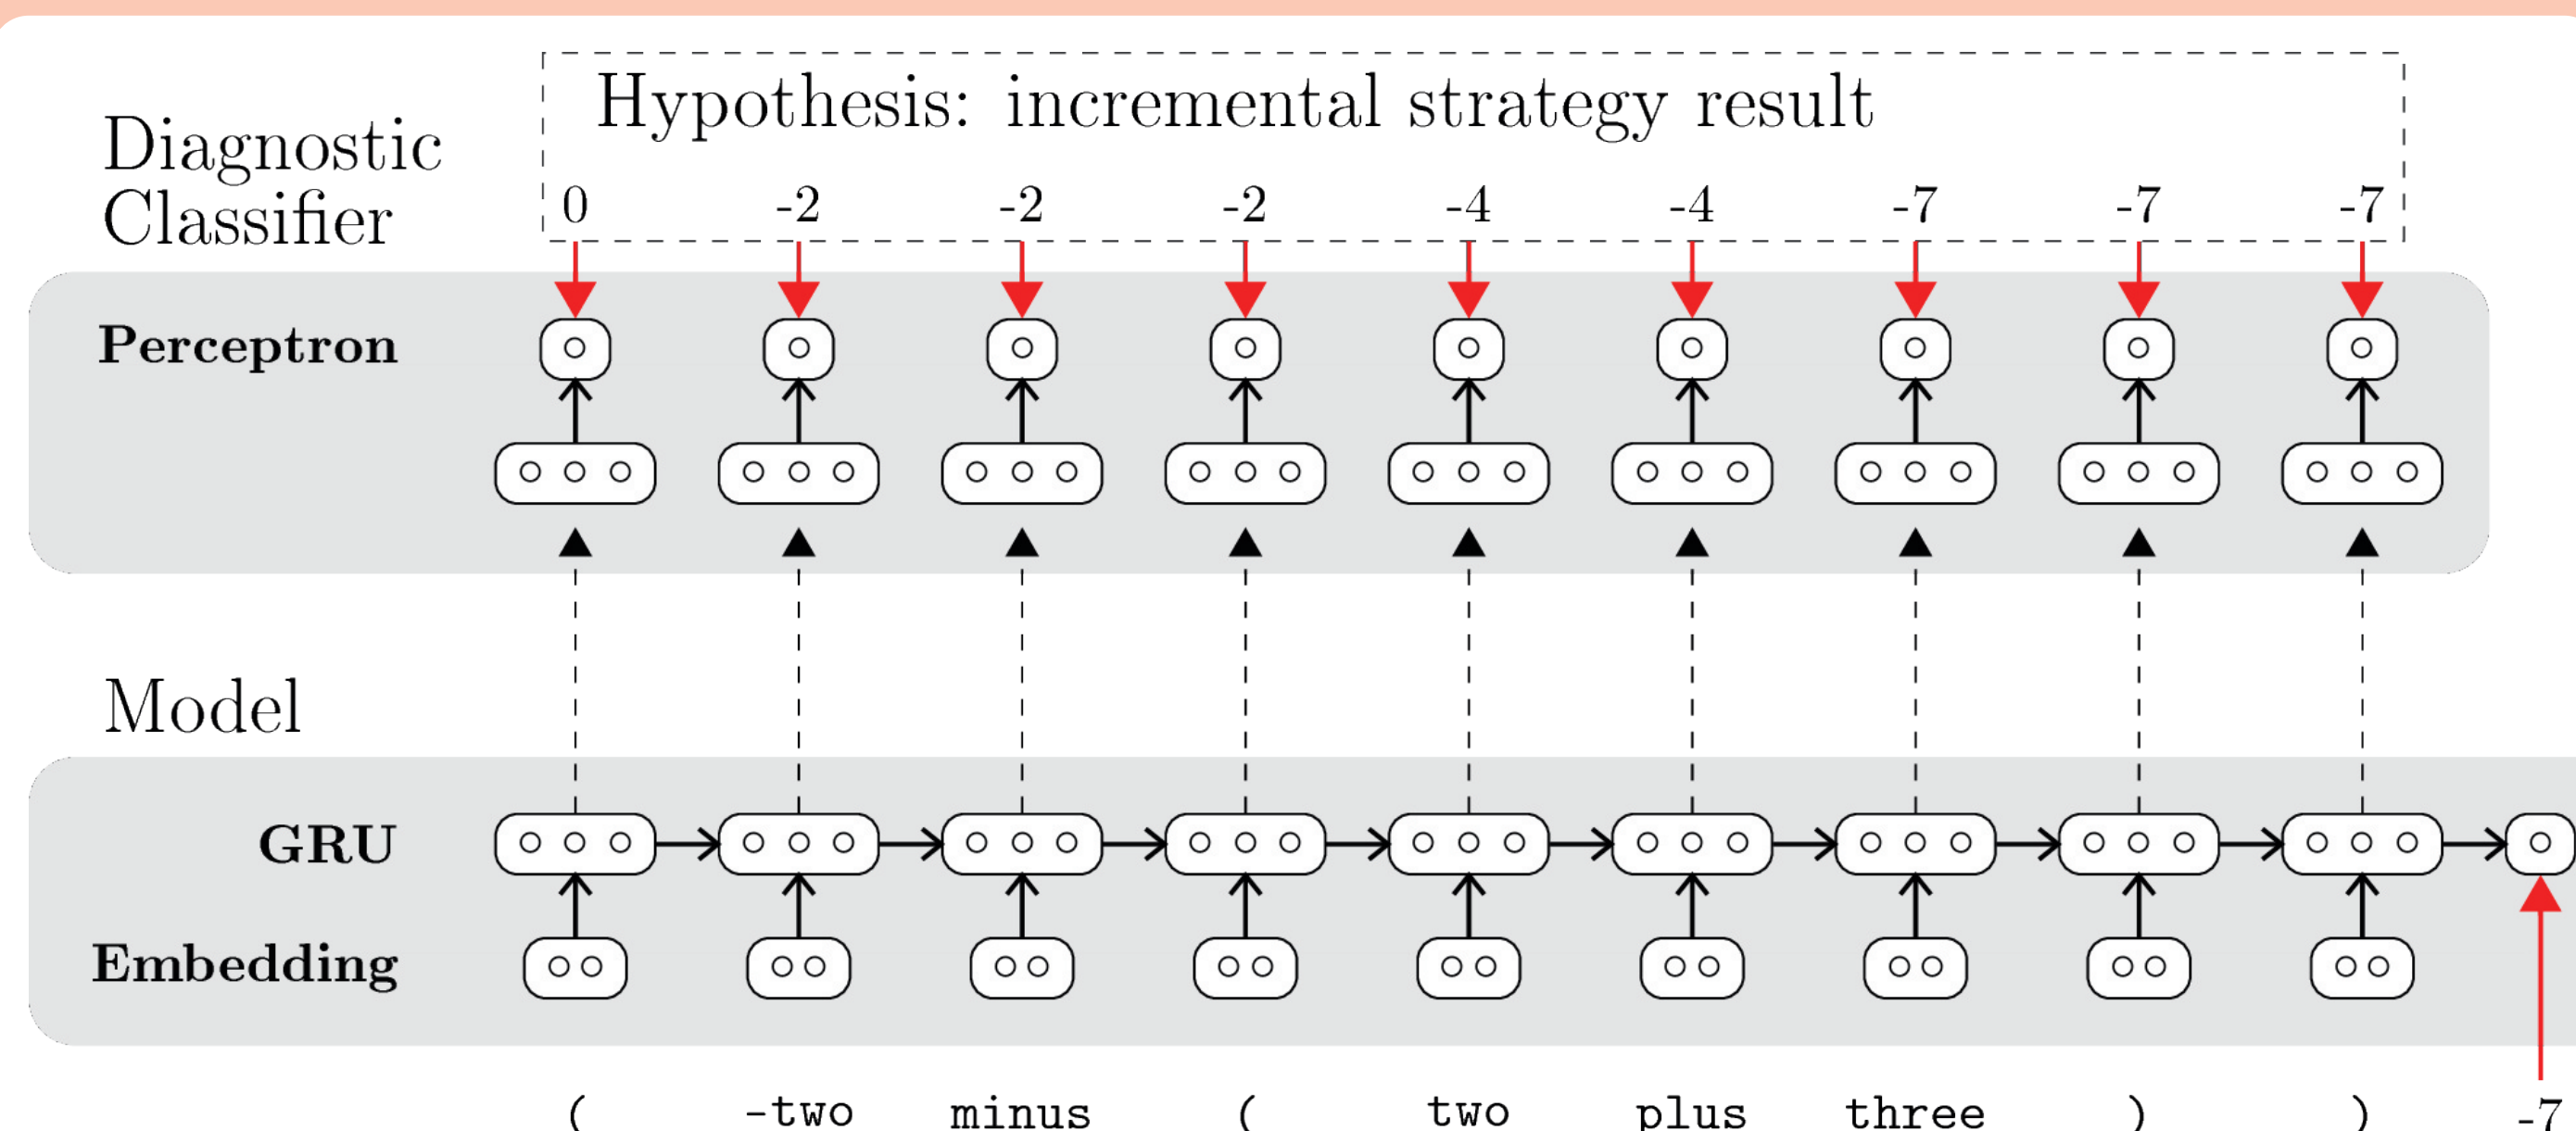 Hypothesis: incremental strategy result
Diagnostic
Classifier
0 -2 -2 -2 -4 -4 -7 -7 -7
Perceptron
Model
GRU
Embedding
( -two minus ( two plus three ) ) -7